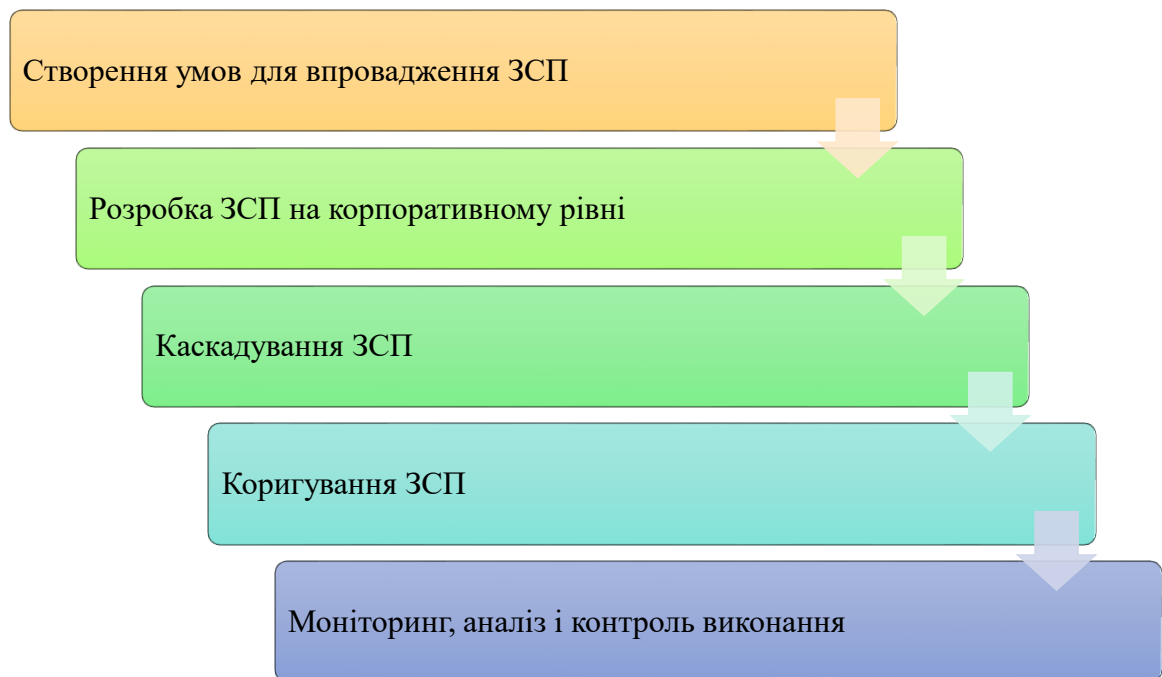 Створення умов для впровадження ЗСП
Розробка ЗСП на корпоративному рівні
Каскадування ЗСП
Коригування ЗСП
Моніторинг, аналіз і контроль виконання